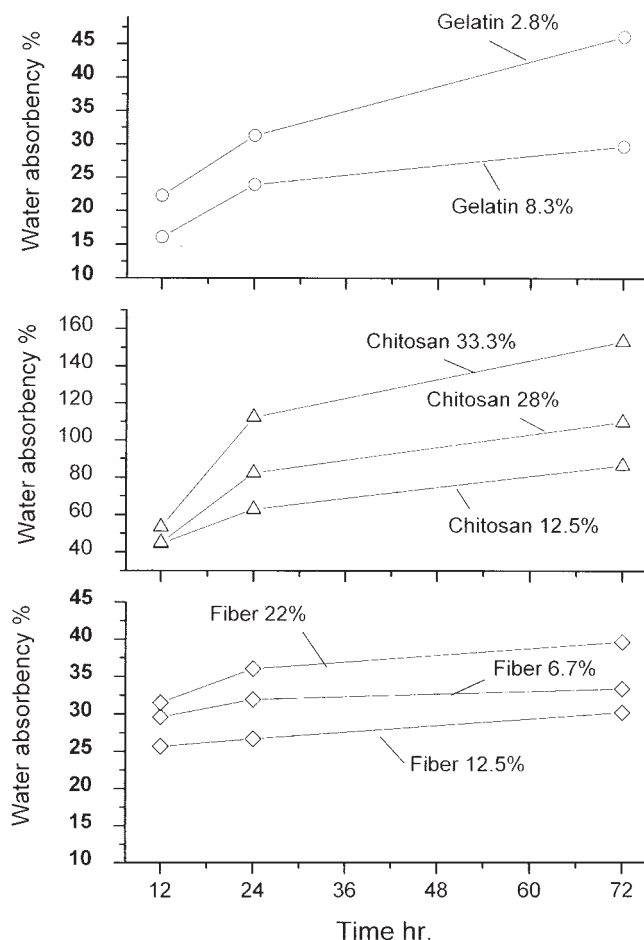 Water absorbency %
45
40
35
30
25
20
15
10
Gelatin 2.8%
Gelatin 8.3%
Water absorbency %
160
140
120
100
80
60
40
Chitosan 33.3%
Chitosan 28%
Chitosan 12.5%
Water absorbency %
45
40
35
30
25
20
15
10
Fiber 22%
Fiber 6.7%
Fiber 12.5%
12 24 36 48 60 72
Time hr.